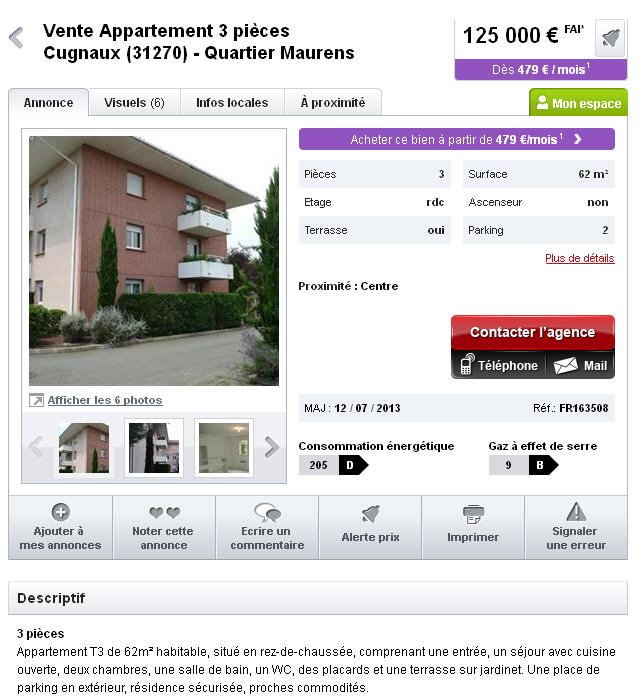 Vente Appartement 3 pièces
Cugnaux (31270) - Quartier Maurens
125 000 € FAI*
Dès 479 € / mois¹
Annonce
Visuels (6)
Infos locales
À proximité
Mon espace
Acheter ce bien à partir de 479 €/mois¹
Pièces 3
Surface 62 m²
Etage rdc
Ascenseur non
Terrasse oui
Parking 2
Plus de détails
Proximité : Centre
Contacter l'agence
Téléphone
Mail
Afficher les 6 photos
MAJ : 12 / 07 / 2013
Réf.: FR163508
Consommation énergétique
205 D
Gaz à effet de serre
9 B
Ajouter à
mes annonces
Noter cette
annonce
Ecrire un
commentaire
Alerte prix
Imprimer
Signaler
une erreur
Descriptif
3 pièces
Appartement T3 de 62m² habitable, situé en rez-de-chaussée, comprenant une entrée, un séjour avec cuisine
ouverte, deux chambres, une salle de bain, un WC, des placards et une terrasse sur jardinet. Une place de
parking en extérieur, résidence sécurisée, proches commodités.